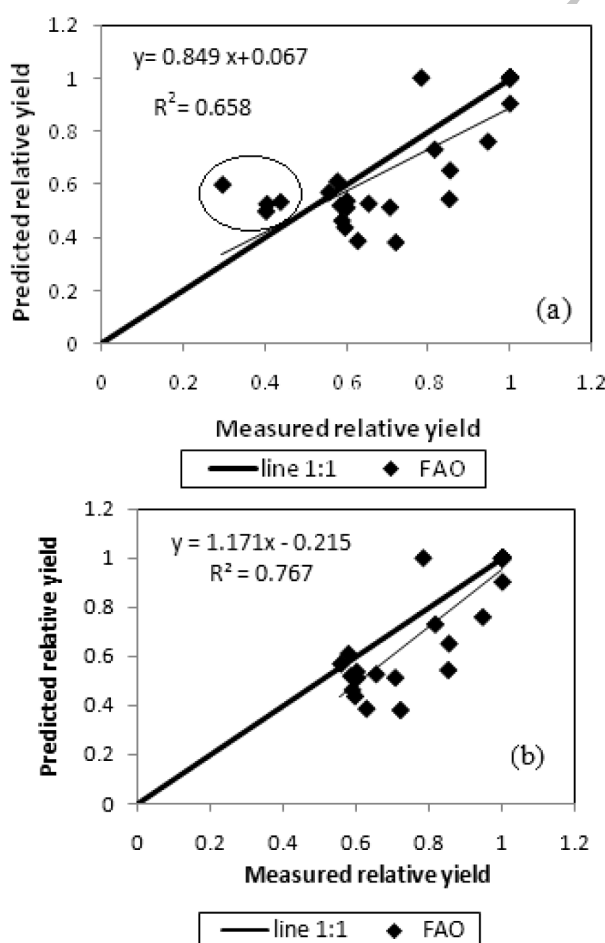 1.2
1
0.8
0.6
0.4
0.2
0
Predicted relative yield
y= 0.849 x+0.067
R²= 0.658
(a)
0 0.2 0.4 0.6 0.8 1 1.2
Measured relative yield
line 1:1 FAO
1.2
1
0.8
0.6
0.4
0.2
0
Predicted relative yield
y = 1.171x - 0.215
R² = 0.767
(b)
0 0.2 0.4 0.6 0.8 1 1.2
Measured relative yield
line 1:1 FAO